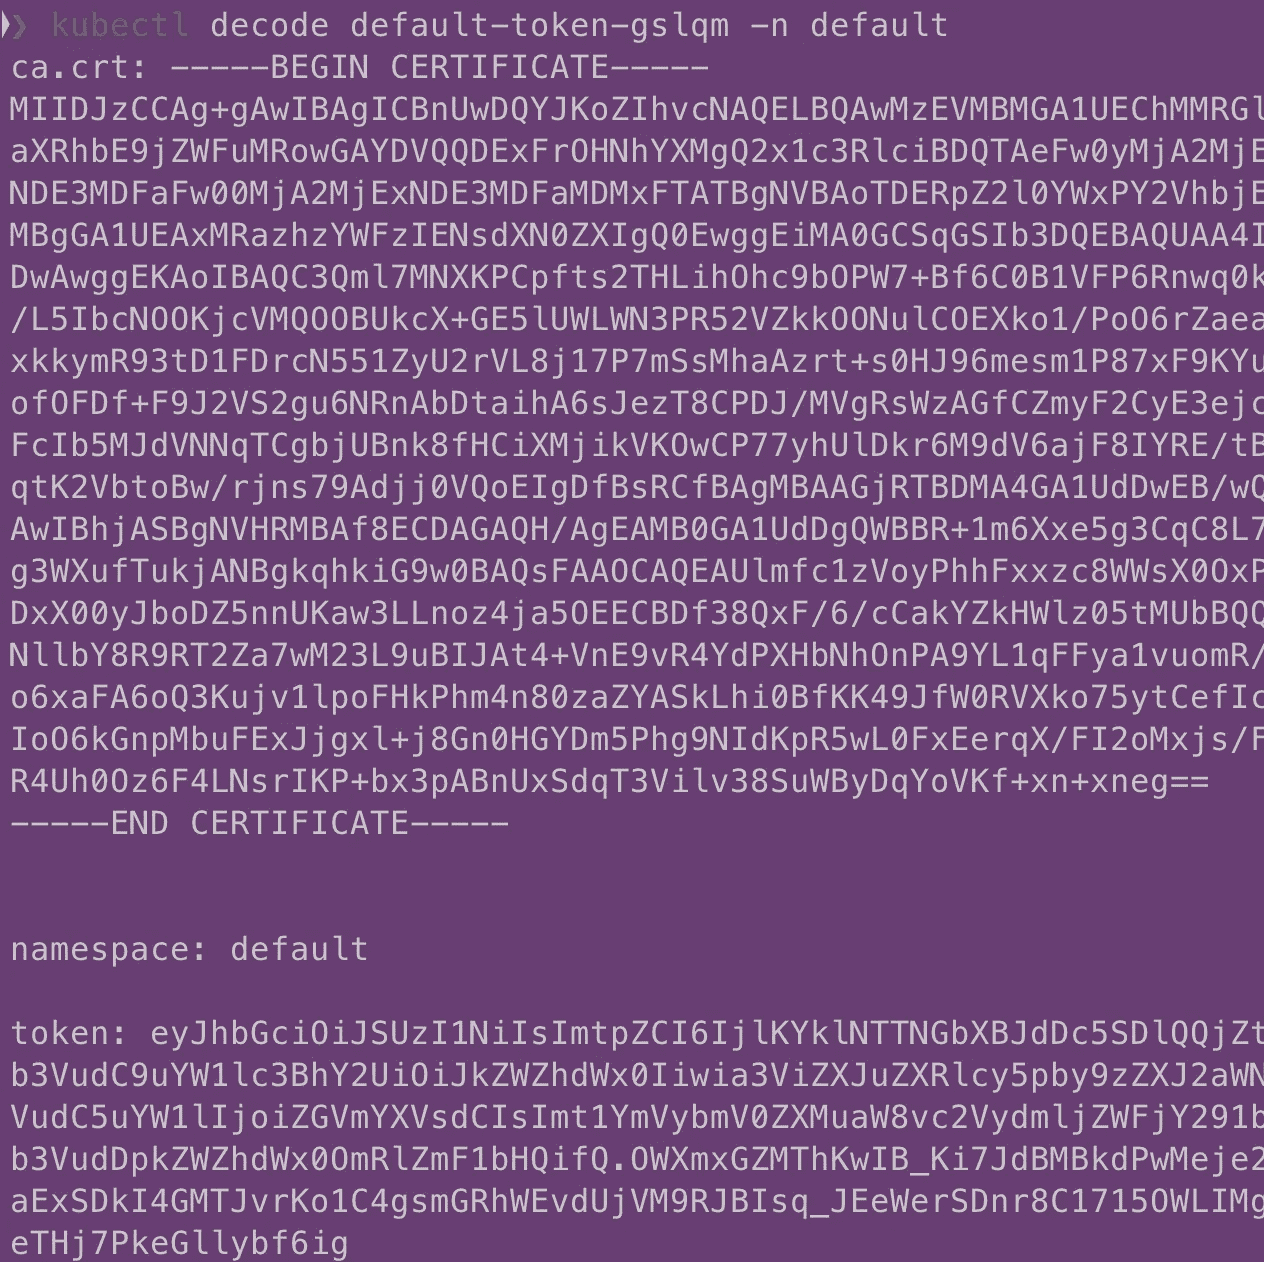 ❯ kubectl decode default-token-gslqm -n default
ca.crt: -----BEGIN CERTIFICATE-----
MIIDJzCCAg+gAwIBAgICBnUwDQYJKoZIhvcNAQELBQAwMzEVMBMGA1UEChMMRGl
aXRhbE9jZWFuMRowGAYDVQQDExFrOHNhYXMgQ2x1c3RlciBDQTAeFw0yMjA2MjE
NDE3MDFaFw00MjA2MjExNDE3MDFaMDMxFTATBgNVBAoTDERpZ2l0YWxPY2VhbjE
MBgGA1UEAxMRazhzYWFzIENsdXN0ZXIgQ0EwggEiMA0GCSqGSIb3DQEBAQUAA4I
DwAwggEKAoIBAQC3Qml7MNXKPCpfts2THLihOhc9bOPW7+Bf6C0B1VFP6Rnwq0k
/L5IbcNOOKjcVMQOOBUkcX+GE5lUWLWN3PR52VZkkOONulCOEXko1/PoO6rZaea
xkkymR93tD1FDrcN551ZyU2rVL8j17P7mSsMhaAzrt+s0HJ96mesm1P87xF9KYu
ofOFDf+F9J2VS2gu6NRnAbDtaihA6sJezT8CPDJ/MVgRsWzAGfCZmyF2CyE3ejc
FcIb5MJdVNNqTCgbjUBnk8fHCiXMjikVKOwCP77yhUlDkr6M9dV6ajF8IYRE/tB
qtK2VbtoBw/rjns79Adjj0VQoEIgDfBsRCfBAgMBAAGjRTBDMA4GA1UdDwEB/wQ
AwIBhjASBgNVHRMBAf8ECDAGAQH/AgEAMB0GA1UdDgQWBBR+1m6Xxe5g3CqC8L7
g3WXufTukjANBgkqhkiG9w0BAQsFAAOCAQEAUlmfc1zVoyPhhFxxzc8WWsX0OxP
DxX00yJboDZ5nnUKaw3LLnoz4ja5OEECBDf38QxF/6/cCakYZkHWlz05tMUbBQQ
NllbY8R9RT2Za7wM23L9uBIJAt4+VnE9vR4YdPXHbNhOnPA9YL1qFFya1vuomR/
o6xaFA6oQ3Kujv1lpoFHkPhm4n80zaZYASkLhi0BfKK49JfW0RVXko75ytCefIc
IoO6kGnpMbuFExJjgxl+j8Gn0HGYDm5Phg9NIdKpR5wL0FxEerqX/FI2oMxjs/F
R4Uh0Oz6F4LNsrIKP+bx3pABnUxSdqT3Vilv38SuWByDqYoVKf+xn+xneg==
-----END CERTIFICATE-----
namespace: default
token: eyJhbGciOiJSUzI1NiIsImtpZCI6IjlKYklNTTNGbXBJdDc5SDlQQjZt
b3VudC9uYW1lc3BhY2UiOiJkZWZhdWx0Iiwia3ViZXJuZXRlcy5pby9zZXJ2aWN
VudC5uYW1lIjoiZGVmYXVsdCIsImt1YmVybmV0ZXMuaW8vc2VydmljZWFjY291b
b3VudDpkZWZhdWx0OmRlZmF1bHQifQ.OWXmxGZMThKwIB_Ki7JdBMBkdPwMeje2
aExSDkI4GMTJvrKo1C4gsmGRhWEvdUjVM9RJBIsq_JEeWerSDnr8C1715OWLIMg
eTHj7PkeGllybf6ig